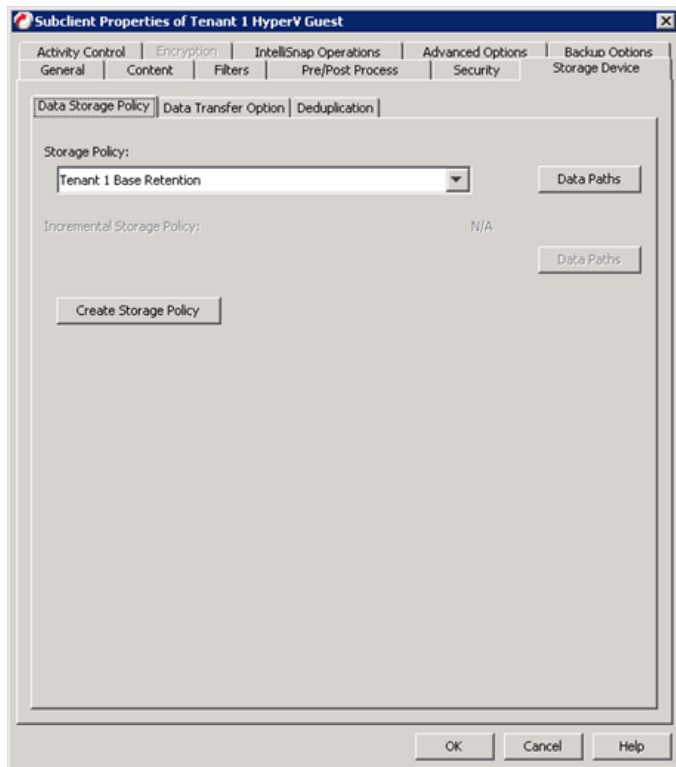 Subclient Properties of Tenant 1 HyperV Guest
Activity Control Encryption IntelliSnap Operations Advanced Options Backup Options
General Content Filters Pre/Post Process Security Storage Device
Data Storage Policy Data Transfer Option Deduplication
Storage Policy:
Tenant 1 Base Retention Data Paths
Incremental Storage Policy: N/A
Data Paths
Create Storage Policy
OK Cancel Help